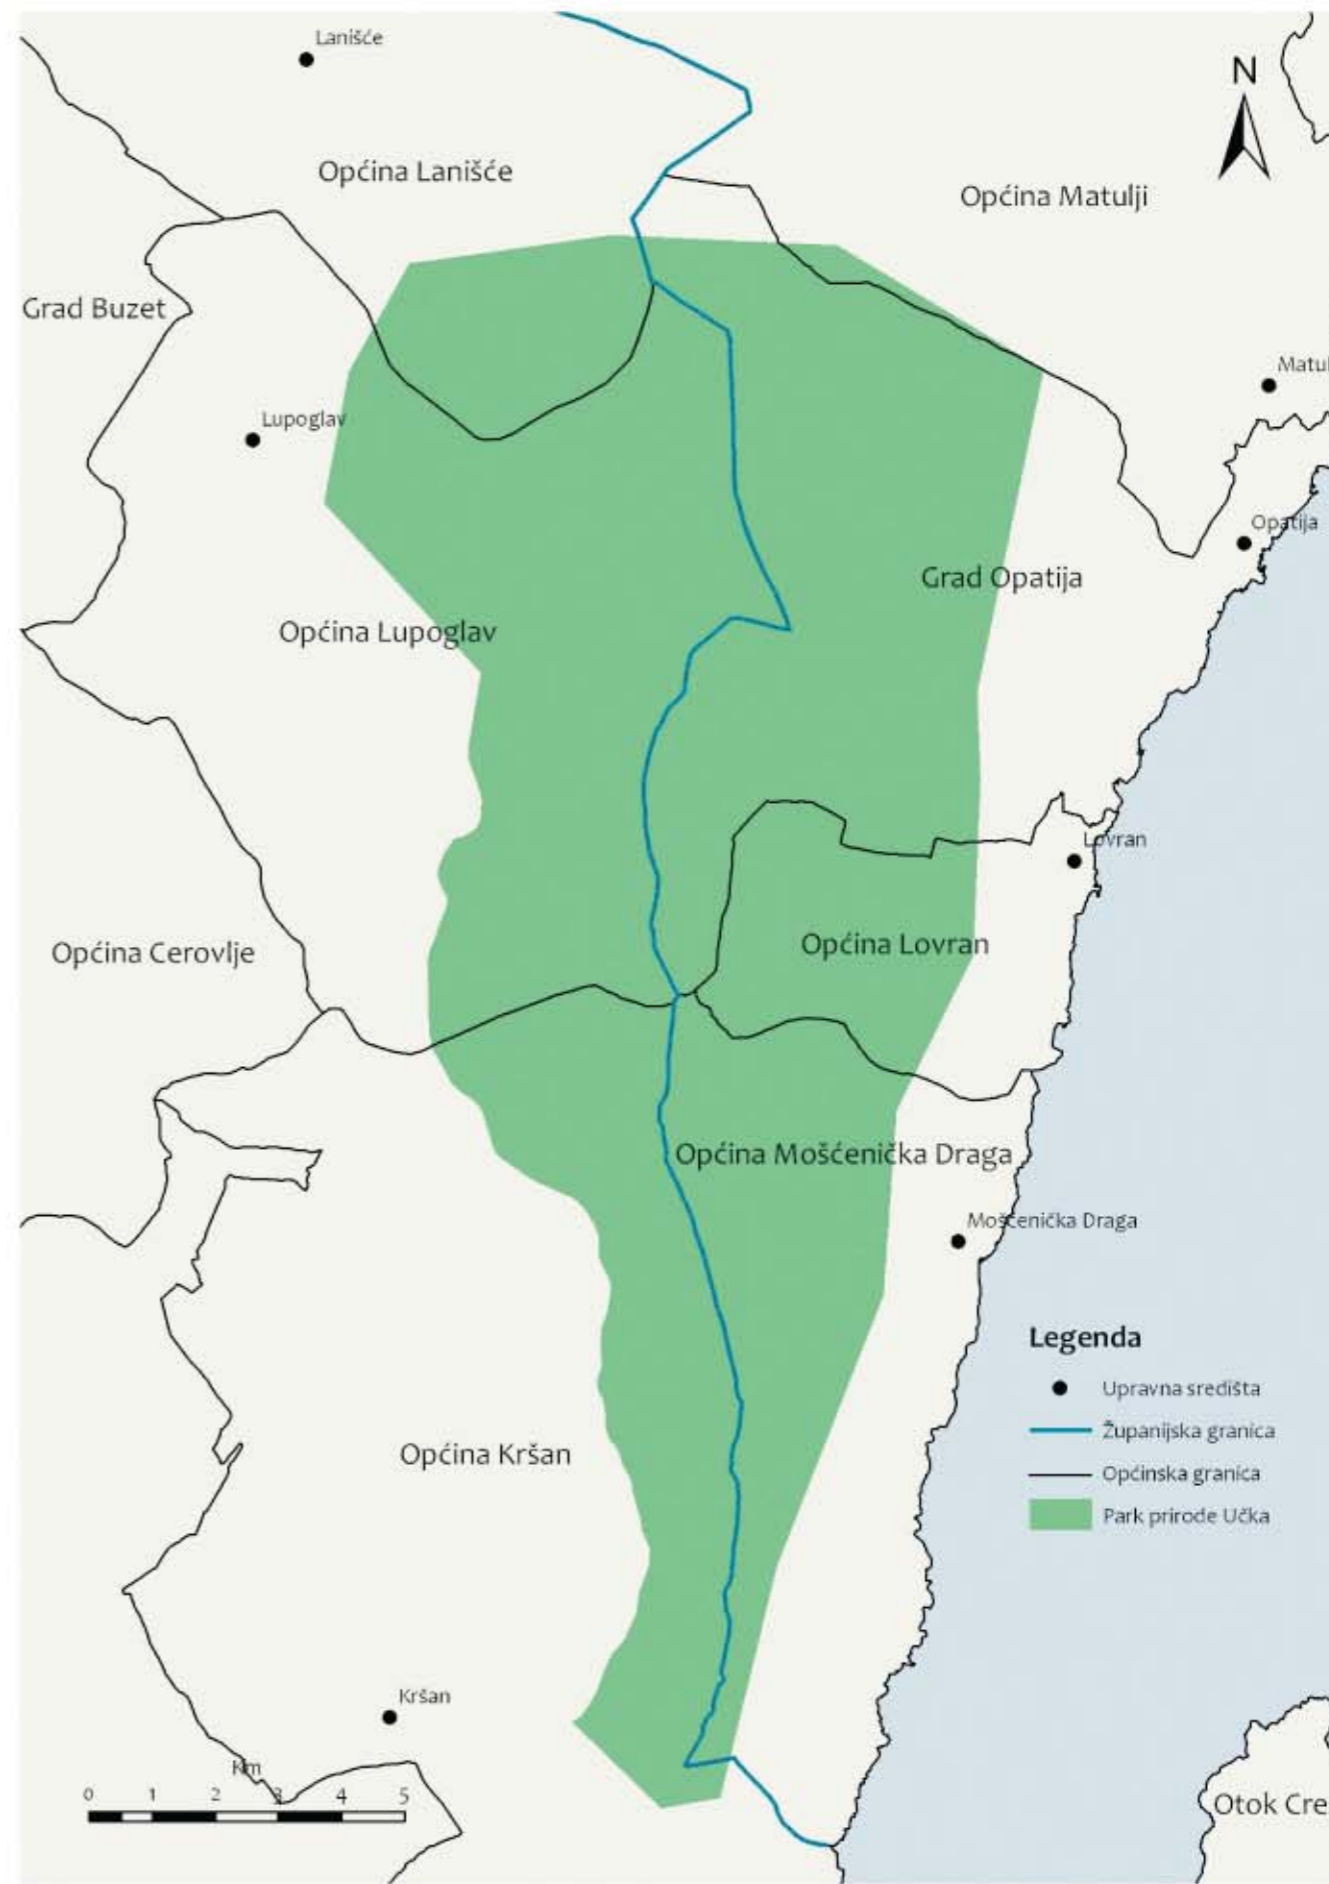 Lanišće
N
Općina Lanišće
Općina Matulji
Grad Buzet
Matul
Lupoglav
Opatija
Grad Opatija
Općina Lupoglav
Lovran
Općina Lovran
Općina Cerovlje
Općina Mošćenička Draga
Mošćenička Draga
Legenda
Upravna središta
Županijska granica
Općinska granica
Park prirode Učka
Općina Kršan
Kršan
Km
0 1 2 3 4 5
Otok Cre